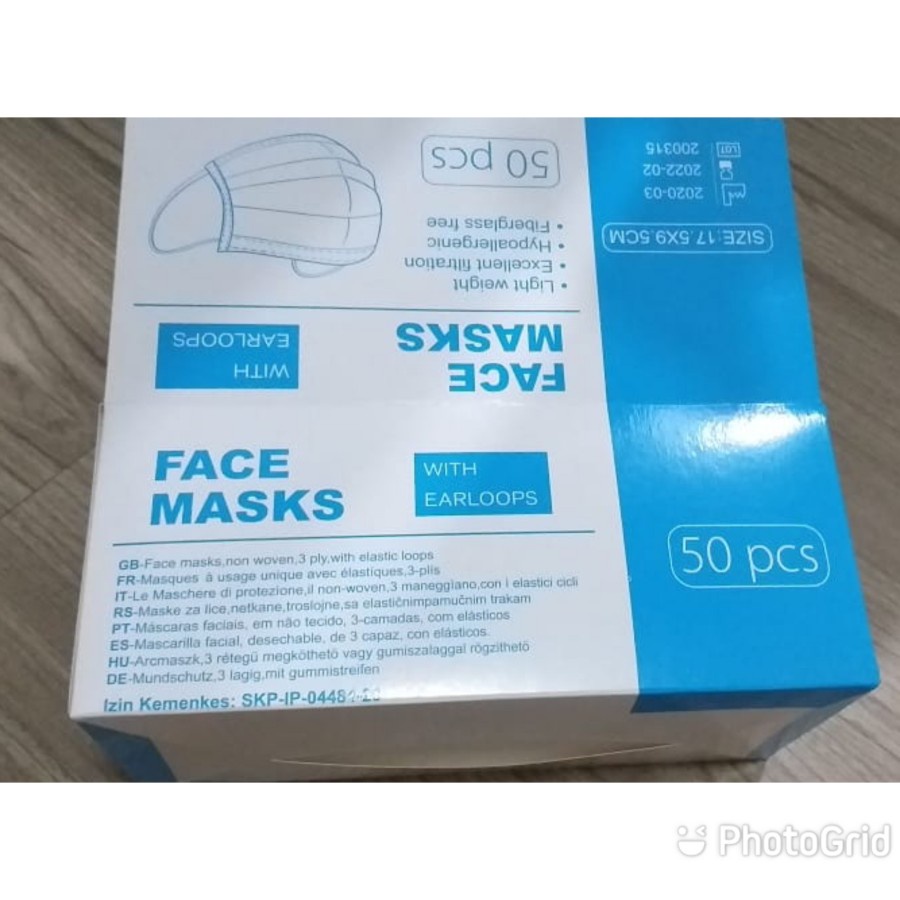 50 pcs
LOT 200315
2022-02
2020-03
SIZE:17.5X9.5CM
• Light weight
• Excellent filtration
• Hypoallergenic
• Fiberglass free
FACE
MASKS
WITH
EARLOOPS
FACE
MASKS
WITH
EARLOOPS
50 pcs
GB-Face masks,non woven,3 ply,with elastic loops
FR-Masques à usage unique avec élastiques,3-plis
IT-Le Maschere di protezione,il non-woven,3 maneggiano,con i elastici cicli
RS-Maske za lice,netkane,troslojne,sa elastičnimpamučnim trakam
PT-Máscaras faciais, em não tecido, 3-camadas, com elásticos
ES-Mascarilla facial, desechable, de 3 capaz, con elásticos.
HU-Arcmaszk,3 rétegű megköthető vagy gumiszalaggal rögzíthető
DE-Mundschutz,3 lagig,mit gummistreifen
Izin Kemenkes:
PhotoGrid